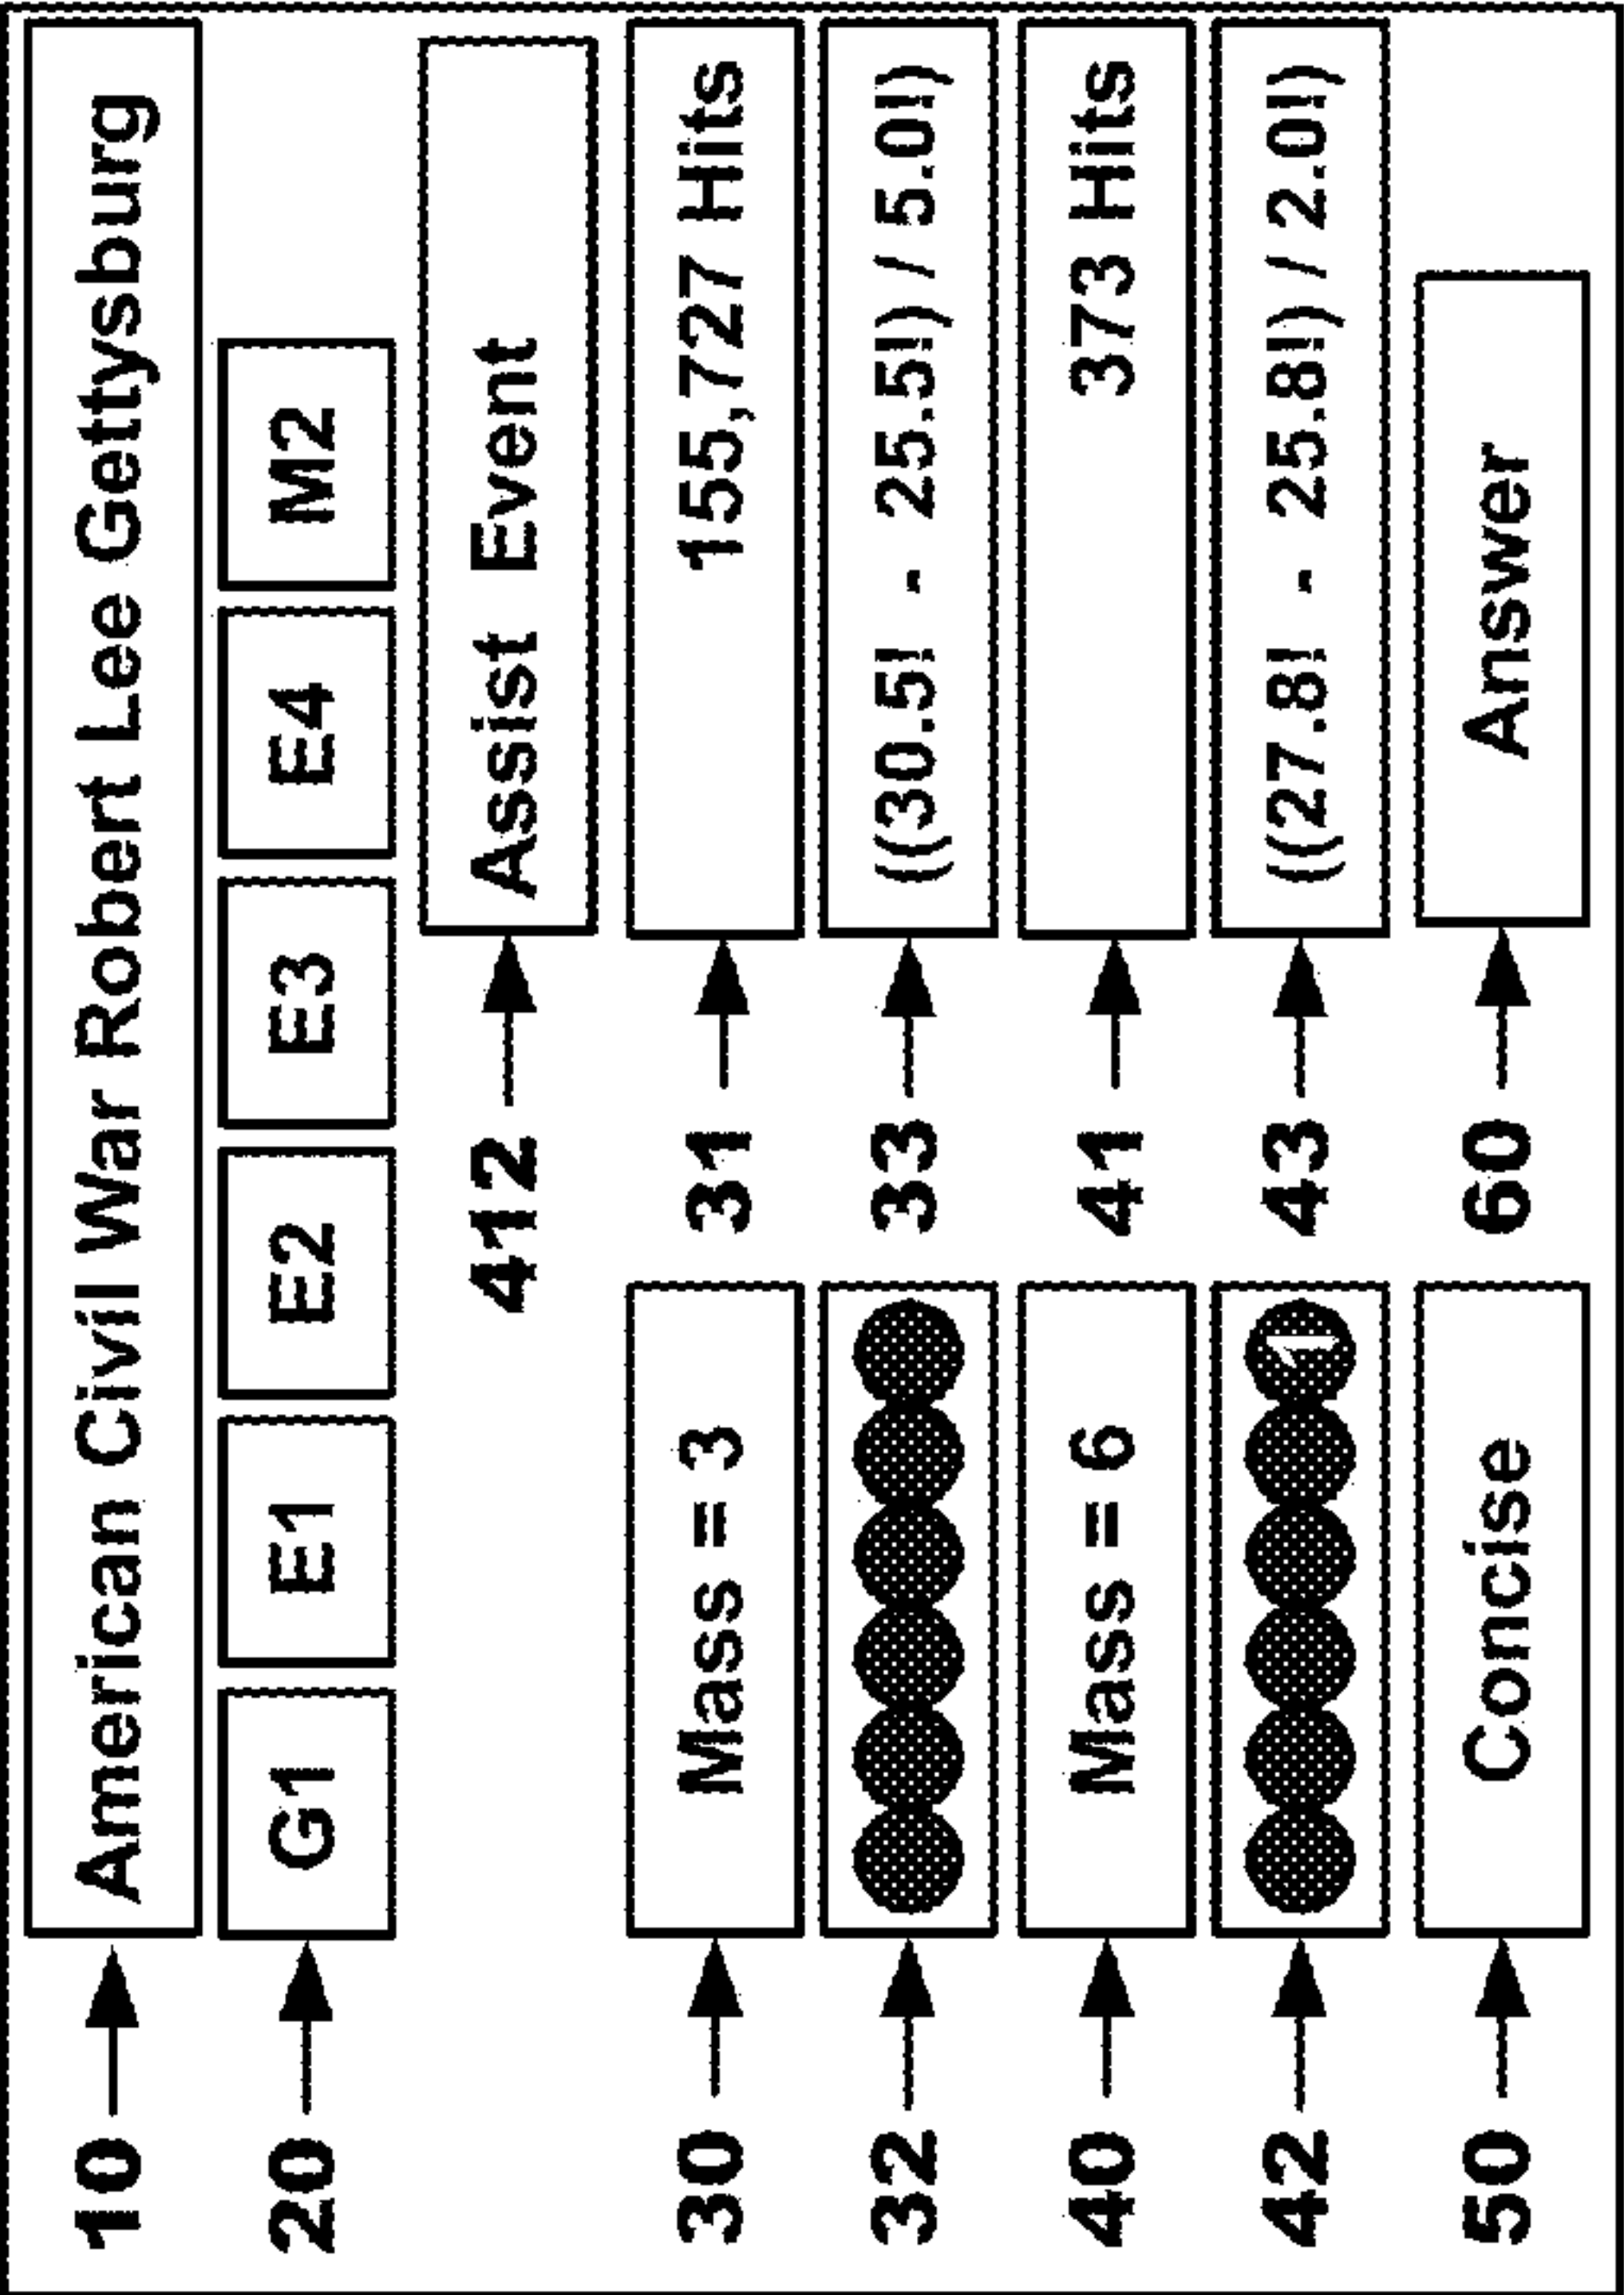 10 American Civil War Robert Lee Gettysburg
20 G1 E1 E2 E3 E4 M2
412 Assist Event
30 Mass = 3 31 155,727 Hits
32 33 ((30.5! - 25.5!) / 5.0!)
40 Mass = 6 41 373 Hits
42 1 43 ((27.8! - 25.8!) / 2.0!)
50 Concise 60 Answer